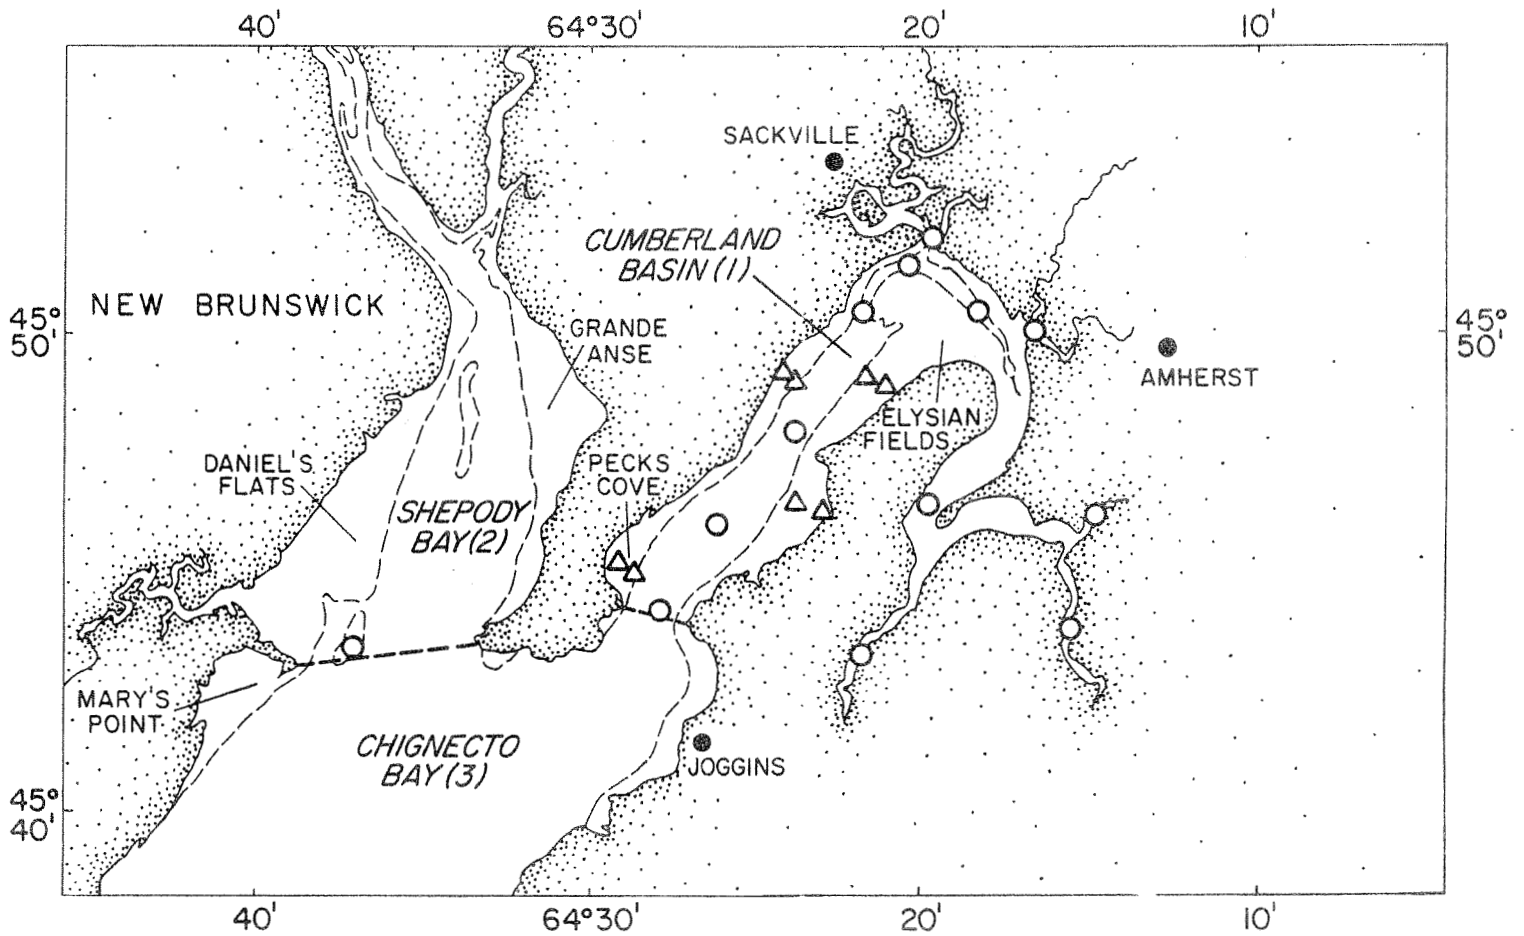 40' 64°30' 20' 10'
SACKVILLE
CUMBERLAND
BASIN (1)
NEW BRUNSWICK
45°
50'
45°
50'
GRANDE
ANSE
AMHERST
ELYSIAN
FIELDS
DANIEL'S
FLATS
PECKS
COVE
SHEPODY
BAY (2)
MARY'S
POINT
CHIGNECTO
BAY (3)
JOGGINS
45°
40'
40' 64°30' 20' 10'